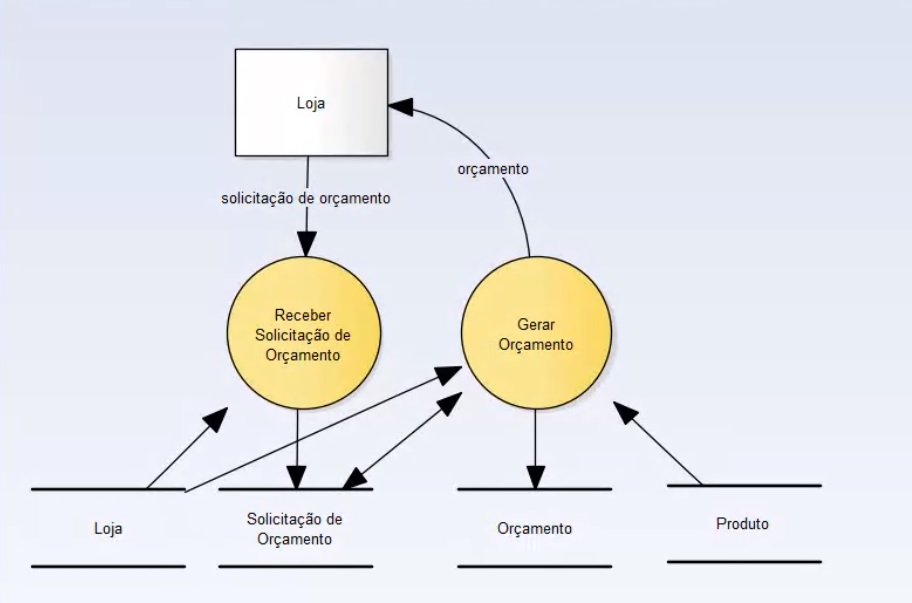 Loja
orçamento
solicitação de orçamento
Receber
Solicitação de
Orçamento
Gerar
Orçamento
Loja
Solicitação de
Orçamento
Orçamento
Produto